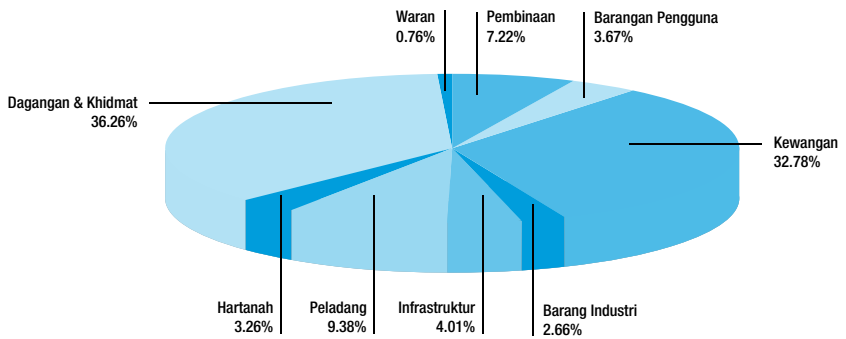 Waran
0.76%
Pembinaan
7.22%
Barangan Pengguna
3.67%
Dagangan & Khidmat
36.26%
Kewangan
32.78%
Hartanah
3.26%
Peladang
9.38%
Infrastruktur
4.01%
Barang Industri
2.66%